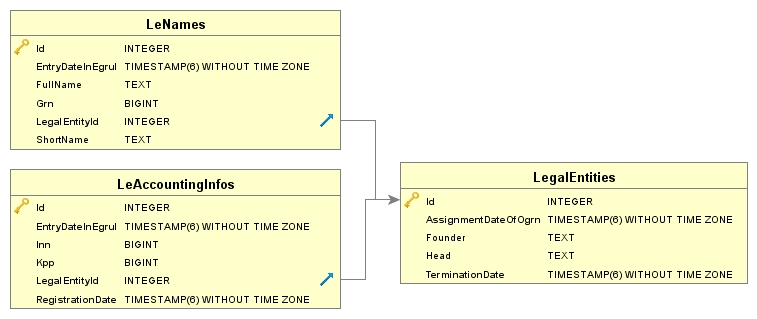 LeNames
Id INTEGER
EntryDateInEgrul TIMESTAMP(6) WITHOUT TIME ZONE
FullName TEXT
Grn BIGINT
LegalEntityId INTEGER
ShortName TEXT
LeAccountingInfos
Id INTEGER
EntryDateInEgrul TIMESTAMP(6) WITHOUT TIME ZONE
Inn BIGINT
Kpp BIGINT
LegalEntityId INTEGER
RegistrationDate TIMESTAMP(6) WITHOUT TIME ZONE
LegalEntities
Id INTEGER
AssignmentDateOfOgrn TIMESTAMP(6) WITHOUT TIME ZONE
Founder TEXT
Head TEXT
TerminationDate TIMESTAMP(6) WITHOUT TIME ZONE